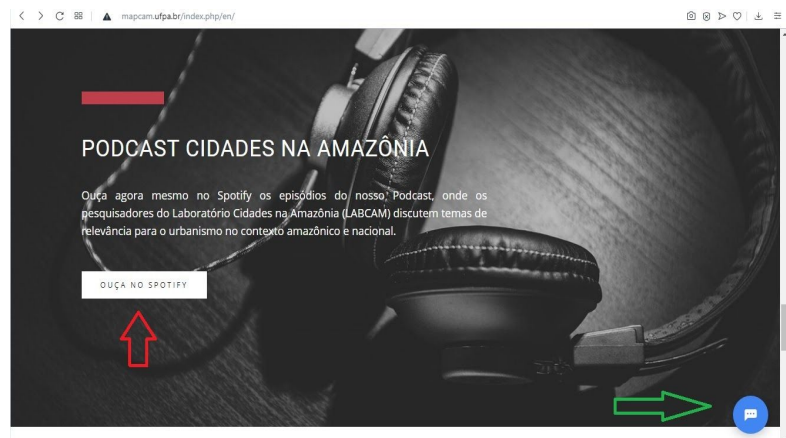 mapcam.ufpa.br/index.php/en/
PODCAST CIDADES NA AMAZÔNIA
Ouça agora mesmo no Spotify os episódios do nosso Podcast, onde os
pesquisadores do Laboratório Cidades na Amazônia (LABCAM) discutem temas de
relevância para o urbanismo no contexto amazônico e nacional.
OUÇA NO SPOTIFY